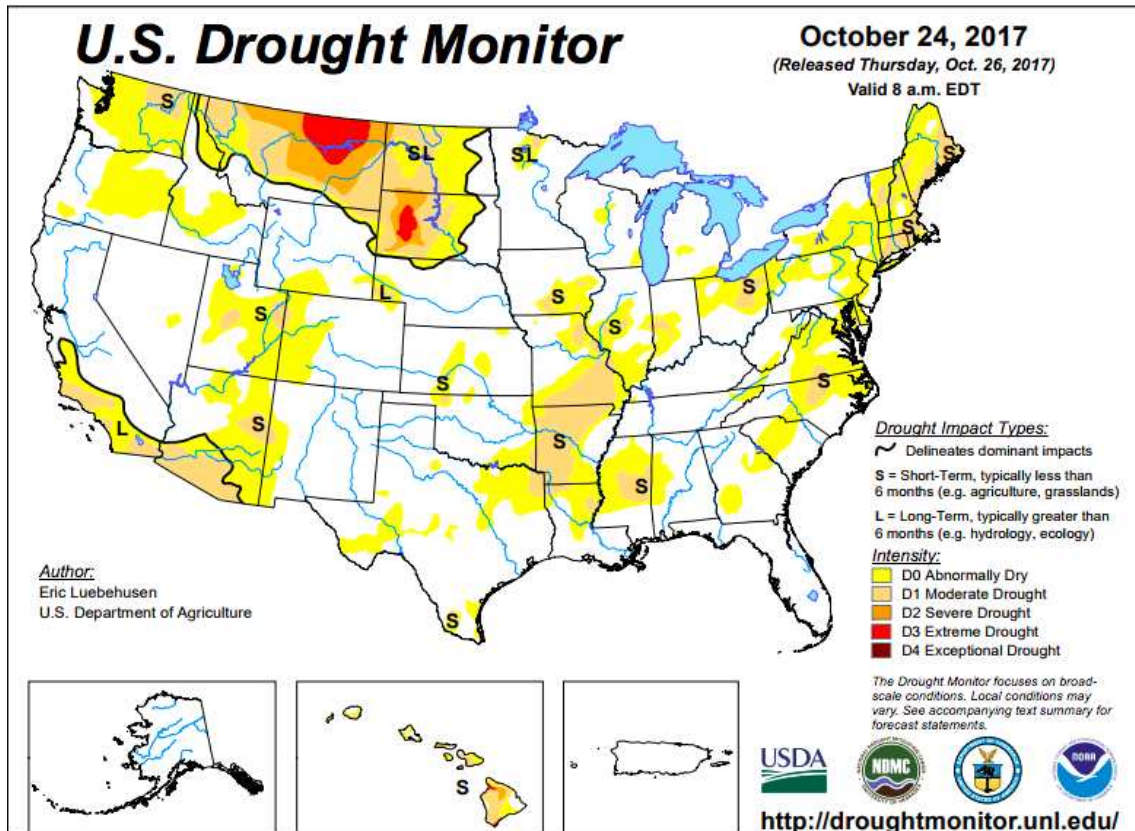 U.S. Drought Monitor
October 24, 2017
(Released Thursday, Oct. 26, 2017)
Valid 8 a.m. EDT
S
SL
SL
S
S
L
S
S
S
S
S
S
L
S
S
S
S
Drought Impact Types:
Delineates dominant impacts
S = Short-Term, typically less than
6 months (e.g. agriculture, grasslands)
L = Long-Term, typically greater than
6 months (e.g. hydrology, ecology)
Intensity:
D0 Abnormally Dry
D1 Moderate Drought
D2 Severe Drought
D3 Extreme Drought
D4 Exceptional Drought
Author:
Eric Luebehusen
U.S. Department of Agriculture
S
The Drought Monitor focuses on broad-
scale conditions. Local conditions may
vary. See accompanying text summary for
forecast statements.
USDA
NDMC
NOAA
http://droughtmonitor.unl.edu/